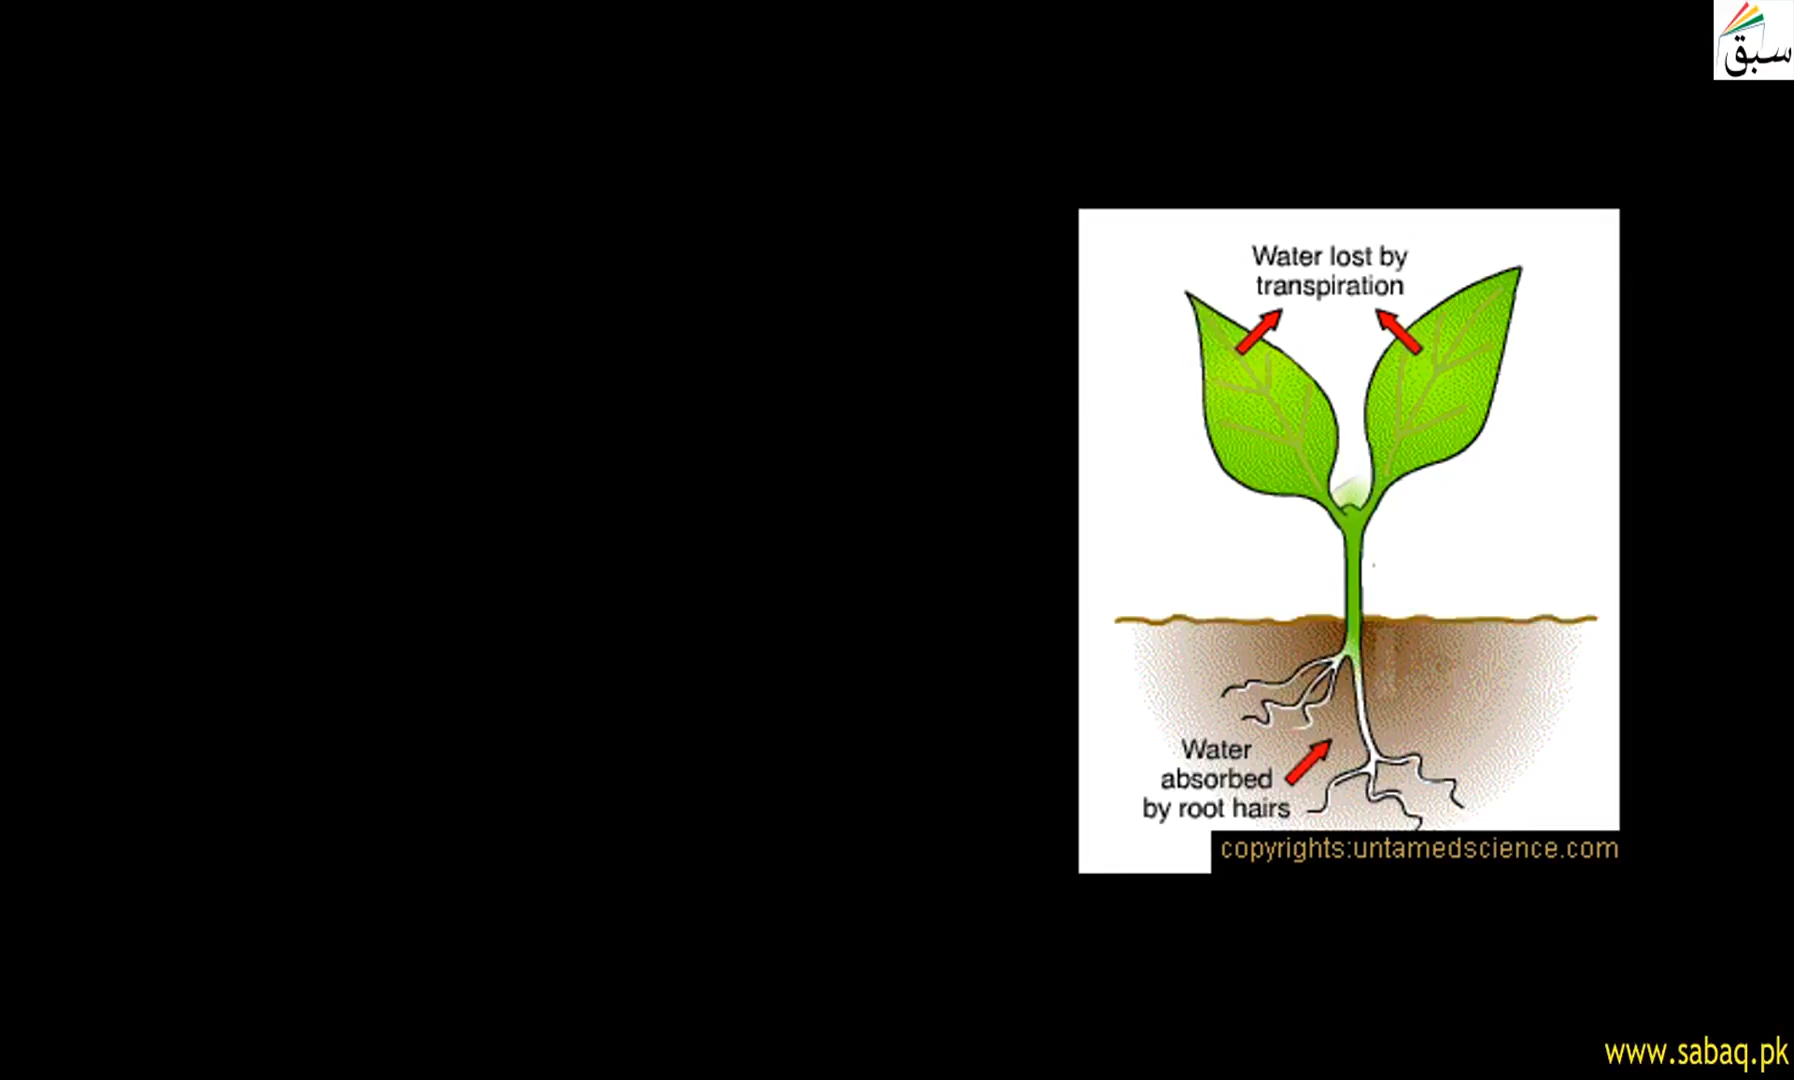 سبق
Water lost by
transpiration
Water
absorbed
by root hairs
copyrights:untamedscience.com
www.sabaq.pk